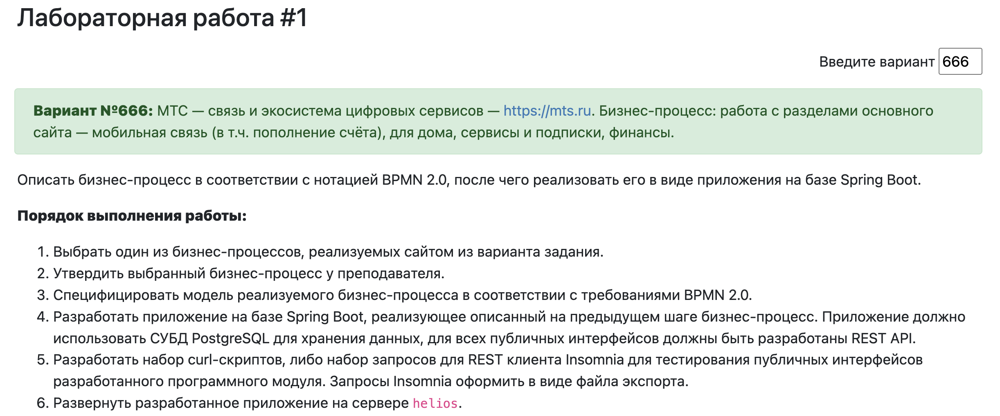 Лабораторная работа #1
Введите вариант 666
Вариант №666: МТС — связь и экосистема цифровых сервисов — https://mts.ru. Бизнес-процесс: работа с разделами основного
сайта — мобильная связь (в т.ч. пополнение счёта), для дома, сервисы и подписки, финансы.
Описать бизнес-процесс в соответствии с нотацией BPMN 2.0, после чего реализовать его в виде приложения на базе Spring Boot.
Порядок выполнения работы:
1. Выбрать один из бизнес-процессов, реализуемых сайтом из варианта задания.
2. Утвердить выбранный бизнес-процесс у преподавателя.
3. Специфицировать модель реализуемого бизнес-процесса в соответствии с требованиями BPMN 2.0.
4. Разработать приложение на базе Spring Boot, реализующее описанный на предыдущем шаге бизнес-процесс. Приложение должно
использовать СУБД PostgreSQL для хранения данных, для всех публичных интерфейсов должны быть разработаны REST API.
5. Разработать набор curl-скриптов, либо набор запросов для REST клиента Insomnia для тестирования публичных интерфейсов
разработанного программного модуля. Запросы Insomnia оформить в виде файла экспорта.
6. Развернуть разработанное приложение на сервере helios.